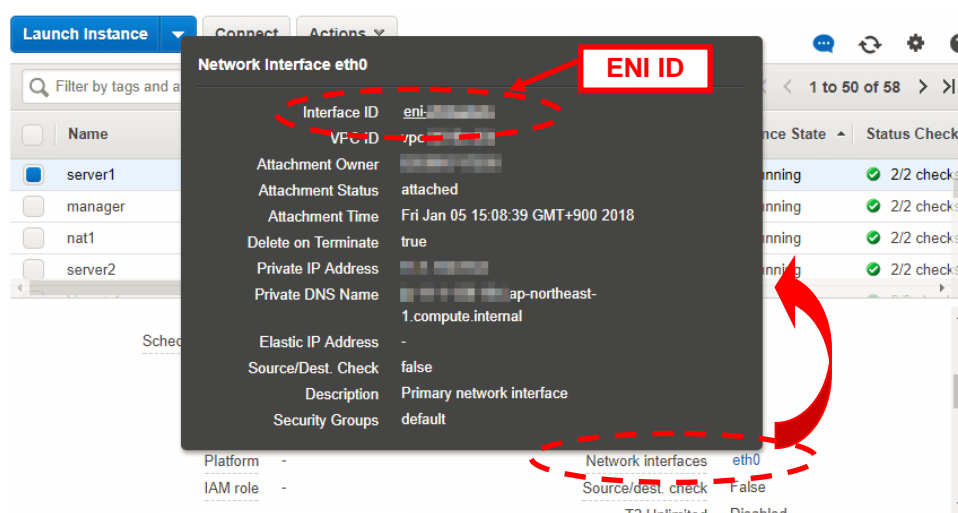 Launch Instance
Connect
Actions
Filter by tags and a
1 to 50 of 58
Name
nce State
Status Check
server1
nning
2/2 checks
manager
nning
2/2 checks
nat1
nning
2/2 checks
server2
nning
2/2 checks
Network Interface eth0
ENI ID
Interface ID eni-
VPC ID vpc
Attachment Owner
Attachment Status attached
Attachment Time Fri Jan 05 15:08:39 GMT+900 2018
Delete on Terminate true
Private IP Address
Private DNS Name ap-northeast-
1.compute.internal
Elastic IP Address -
Source/Dest. Check false
Description Primary network interface
Security Groups default
Sched
Platform -
Network interfaces eth0
IAM role -
Source/dest. check False
T2 Unlimited Disabled